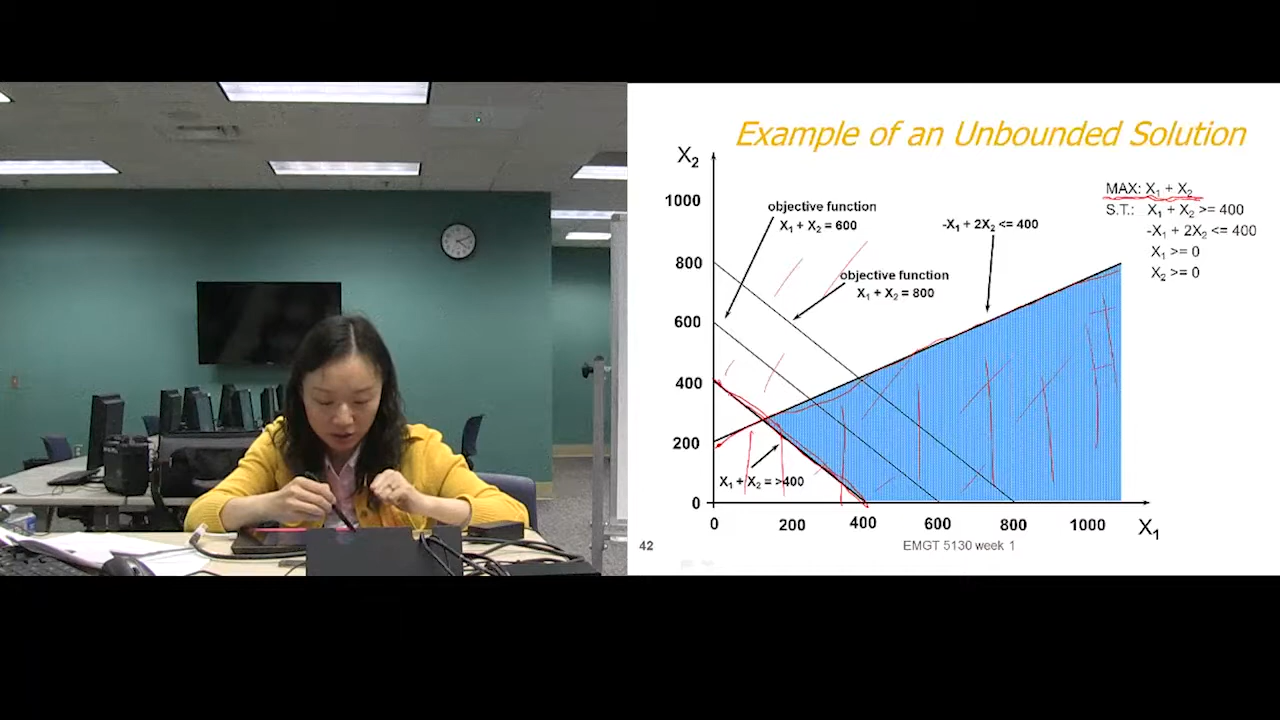 Example of an Unbounded Solution
X₂
1000
800
600
400
200
0
objective function
X₁ + X₂ = 600
objective function
X₁ + X₂ = 800
-X₁ + 2X₂ <= 400
MAX: X₁ + X₂
S.T.: X₁ + X₂ >= 400
-X₁ + 2X₂ <= 400
X₁ >= 0
X₂ >= 0
X₁ + X₂ = >400
0 200 400 600 800 1000 X₁
42 EMGT 5130 week 1